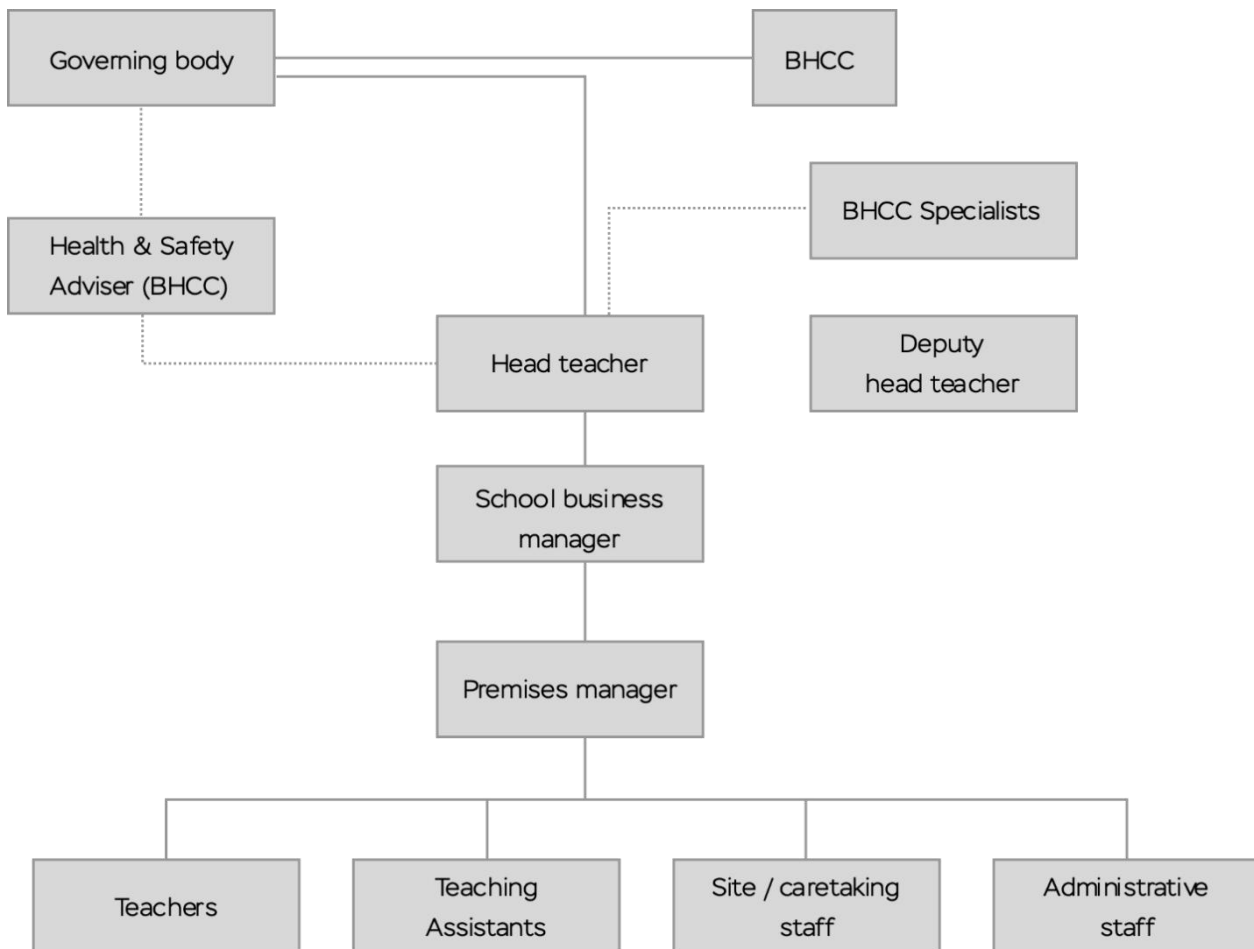 Governing body
BHCC
BHCC Specialists
Health & Safety
Adviser (BHCC)
Head teacher
Deputy
head teacher
School business
manager
Premises manager
Teachers
Teaching
Assistants
Site / caretaking
staff
Administrative
staff